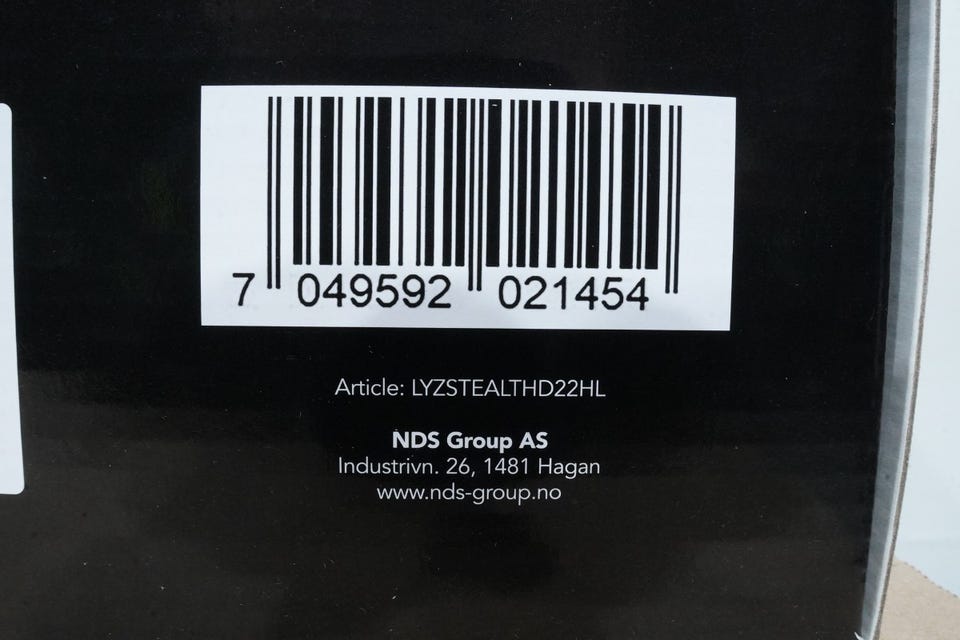 7 049592 021454
Article: LYZSTEALTHD22HL
NDS Group AS
Industrivn. 26, 1481 Hagan
www.nds-group.no